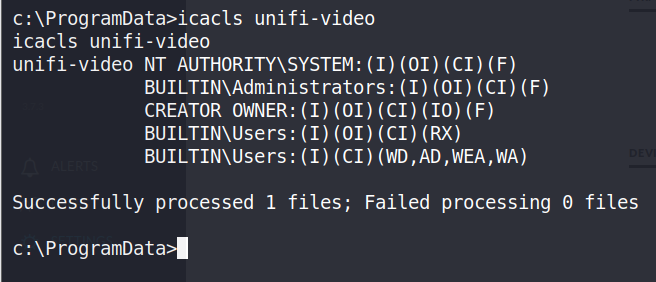 c:\ProgramData>icacls unifi-video
icacls unifi-video
unifi-video NT AUTHORITY\SYSTEM:(I)(OI)(CI)(F)
            BUILTIN\Administrators:(I)(OI)(CI)(F)
            CREATOR OWNER:(I)(OI)(CI)(IO)(F)
            BUILTIN\Users:(I)(OI)(CI)(RX)
            BUILTIN\Users:(I)(CI)(WD,AD,WEA,WA)
ALERTS
Successfully processed 1 files; Failed processing 0 files
c:\ProgramData>